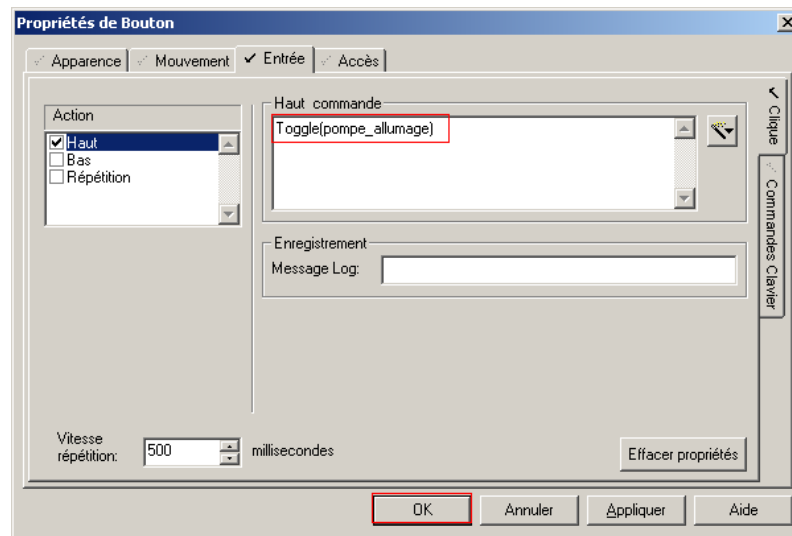 Propriétés de Bouton
Apparence Mouvement Entrée Accès
Action
Haut
Bas
Répétition
Haut commande
Toggle(pompe_allumage)
Enregistrement
Message Log:
Clique
Commandes Clavier
Vitesse
répétition:
500
millisecondes
Effacer propriétés
OK Annuler Appliquer Aide